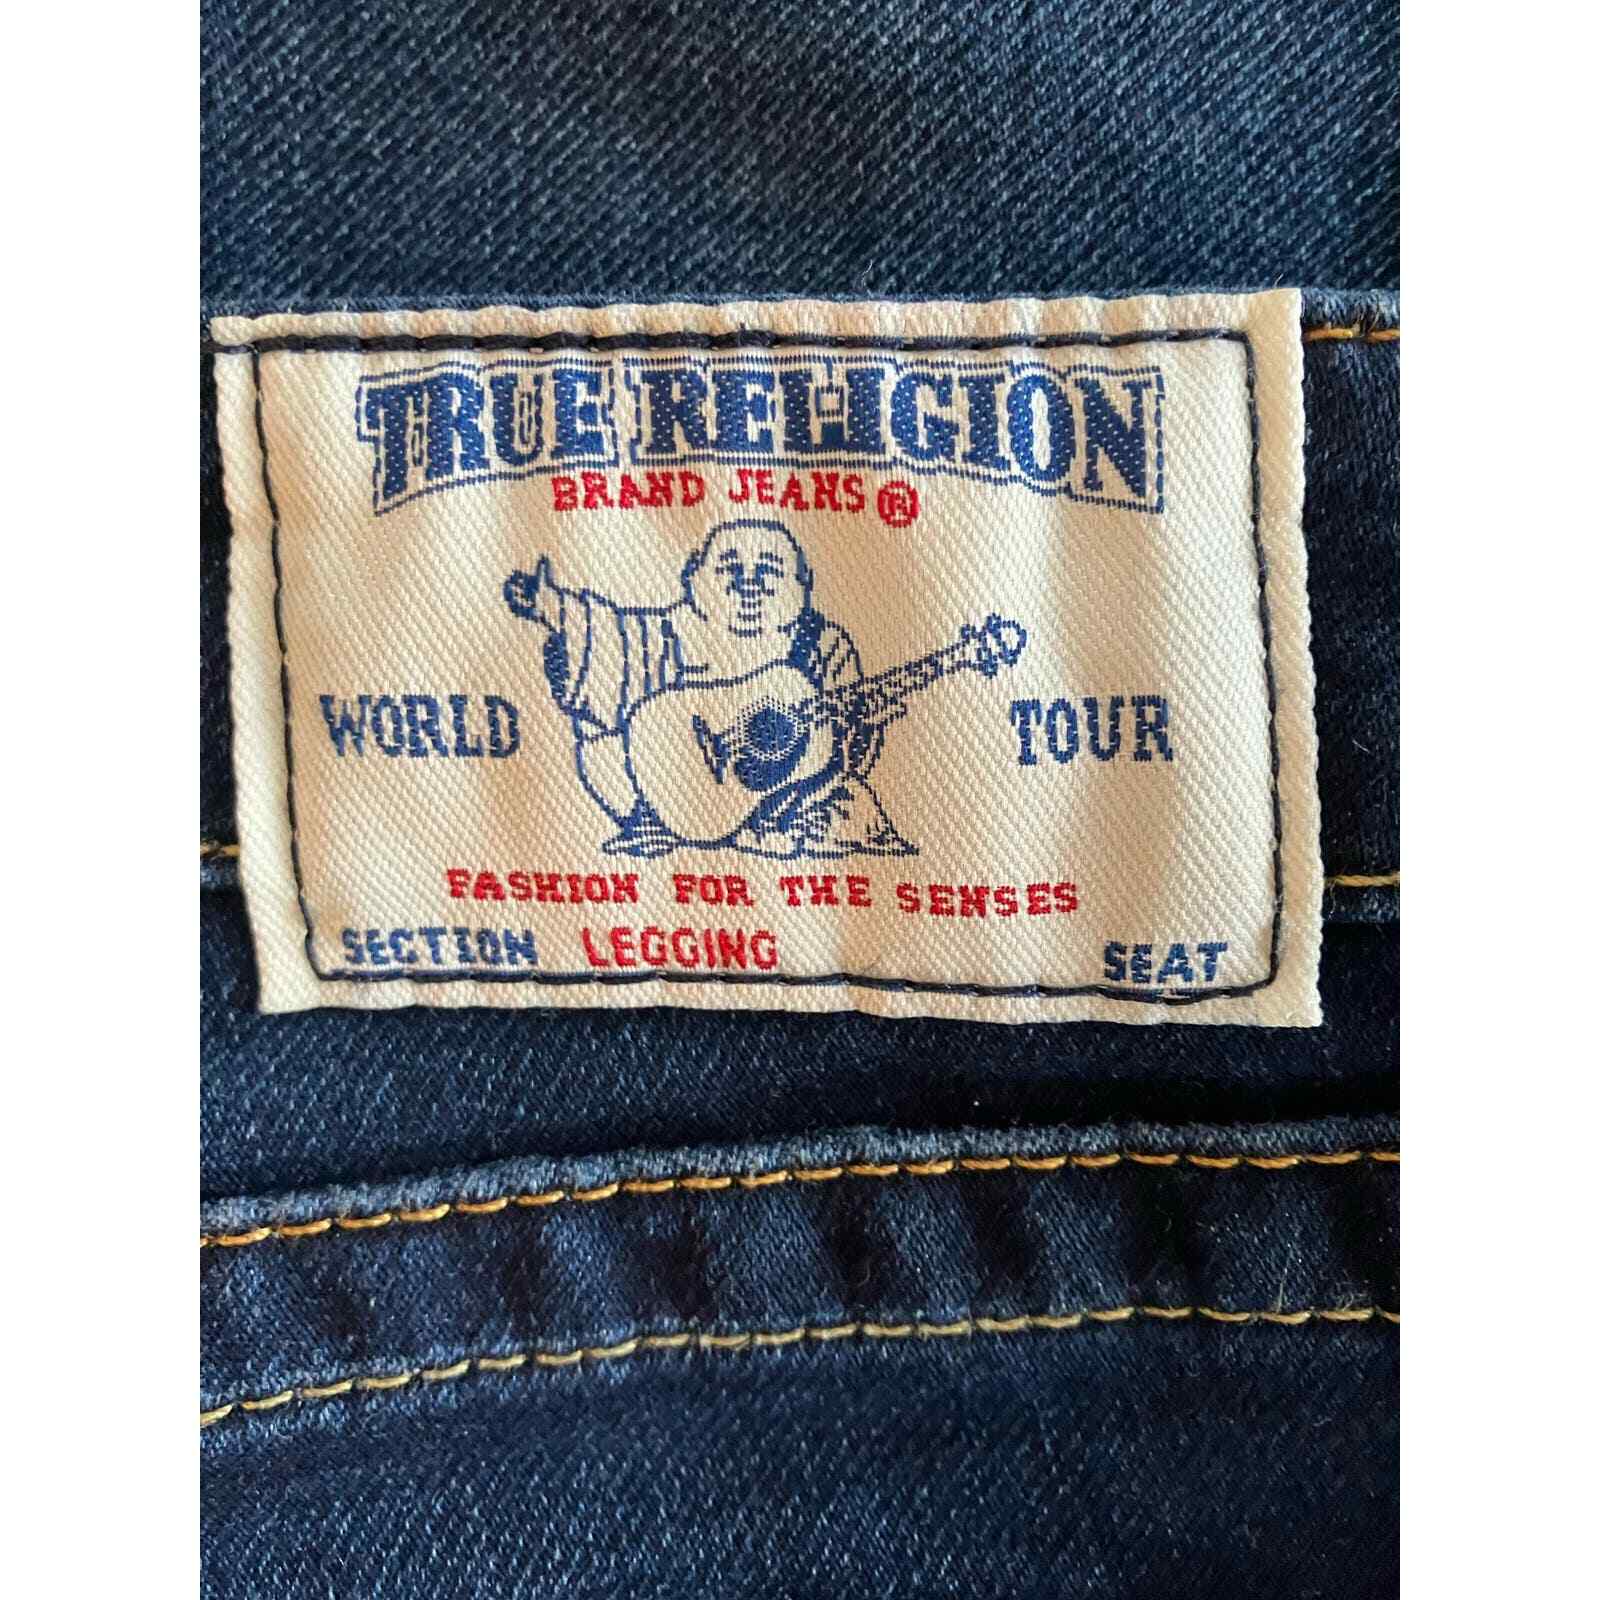 TRUE RELIGION
BRAND JEANS®
WORLD TOUR
FASHION FOR THE SENSES
SECTION LEGGING SEAT